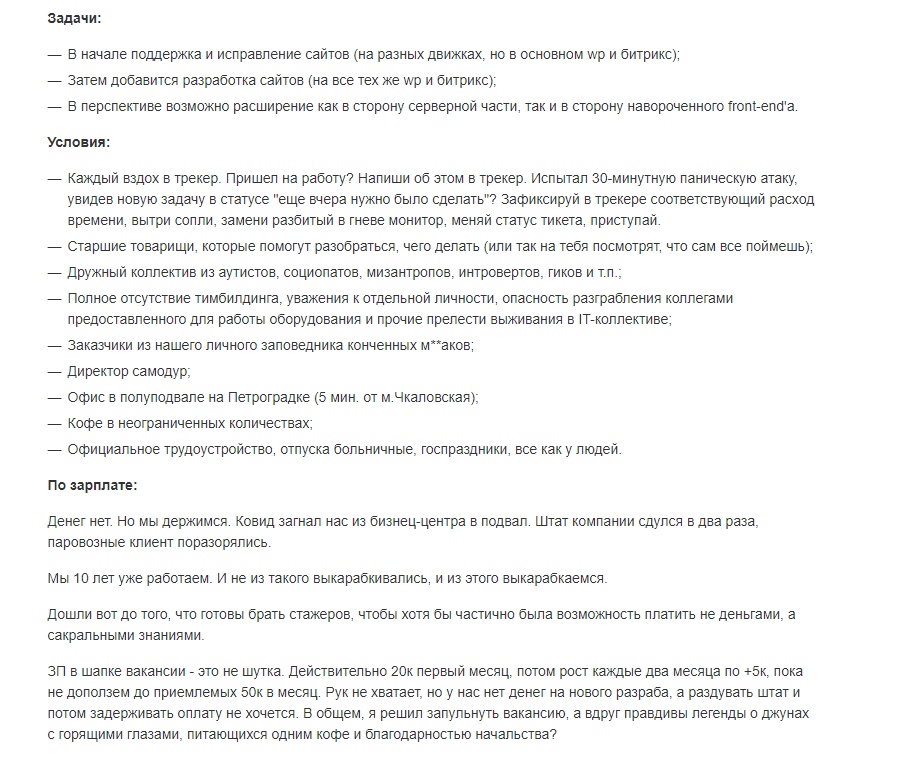 Задачи:
— В начале поддержка и исправление сайтов (на разных движках, но в основном wp и битрикс);
— Затем добавится разработка сайтов (на все тех же wp и битрикс);
— В перспективе возможно расширение как в сторону серверной части, так и в сторону навороченного front-end'а.
Условия:
— Каждый вздох в трекер. Пришел на работу? Напиши об этом в трекер. Испытал 30-минутную паническую атаку,
увидев новую задачу в статусе "еще вчера нужно было сделать"? Зафиксируй в трекере соответствующий расход
времени, вытри сопли, замени разбитый в гневе монитор, меняй статус тикета, приступай.
— Старшие товарищи, которые помогут разобраться, чего делать (или так на тебя посмотрят, что сам все поймешь);
— Дружный коллектив из аутистов, социопатов, мизантропов, интровертов, гиков и т.п.;
— Полное отсутствие тимбилдинга, уважения к отдельной личности, опасность разграбления коллегами
предоставленного для работы оборудования и прочие прелести выживания в IT-коллективе;
— Заказчики из нашего личного заповедника конченных м**аков;
— Директор самодур;
— Офис в полуподвале на Петроградке (5 мин. от м.Чкаловская);
— Кофе в неограниченных количествах;
— Официальное трудоустройство, отпуска больничные, госпраздники, все как у людей.
По зарплате:
Денег нет. Но мы держимся. Ковид загнал нас из бизнец-центра в подвал. Штат компании сдулся в два раза,
паровозные клиент поразорялись.
Мы 10 лет уже работаем. И не из такого выкарабкивались, и из этого выкарабкаемся.
Дошли вот до того, что готовы брать стажеров, чтобы хотя бы частично была возможность платить не деньгами, а
сакральными знаниями.
ЗП в шапке вакансии - это не шутка. Действительно 20к первый месяц, потом рост каждые два месяца по +5к, пока
не доползем до приемлемых 50к в месяц. Рук не хватает, но у нас нет денег на нового разраба, а раздувать штат и
потом задерживать оплату не хочется. В общем, я решил запульнуть вакансию, а вдруг правдивы легенды о джунах
с горящими глазами, питающихся одним кофе и благодарностью начальства?